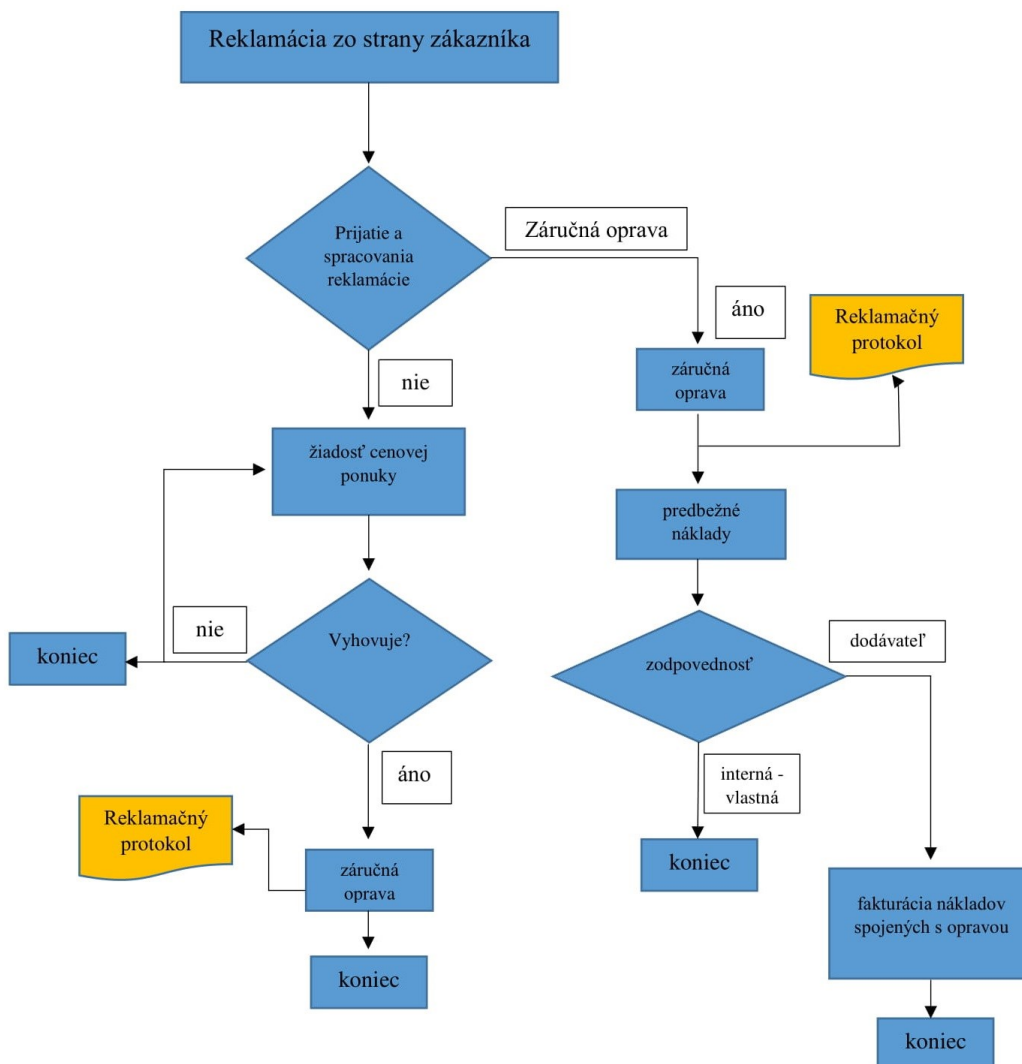 Reklamácia zo strany zákazníka
Prijatie a
spracovania
reklamácie
Záručná oprava
áno
Reklamačný
protokol
záručná
oprava
nie
žiadosť cenovej
ponuky
predbežné
náklady
Vyhovuje?
nie
koniec
zodpovednosť
dodávateľ
áno
interná -
vlastná
Reklamačný
protokol
záručná
oprava
koniec
koniec
fakturácia nákladov
spojených s opravou
koniec